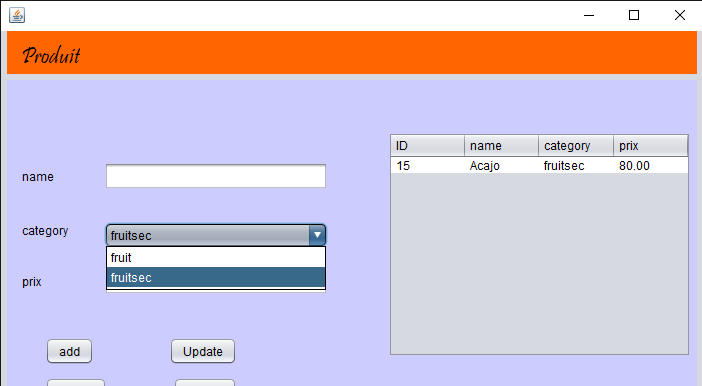 Produit
name
category
fruitsec
fruit
fruitsec
prix
add
Update
ID name category prix
15 Acajo fruitsec 80.00